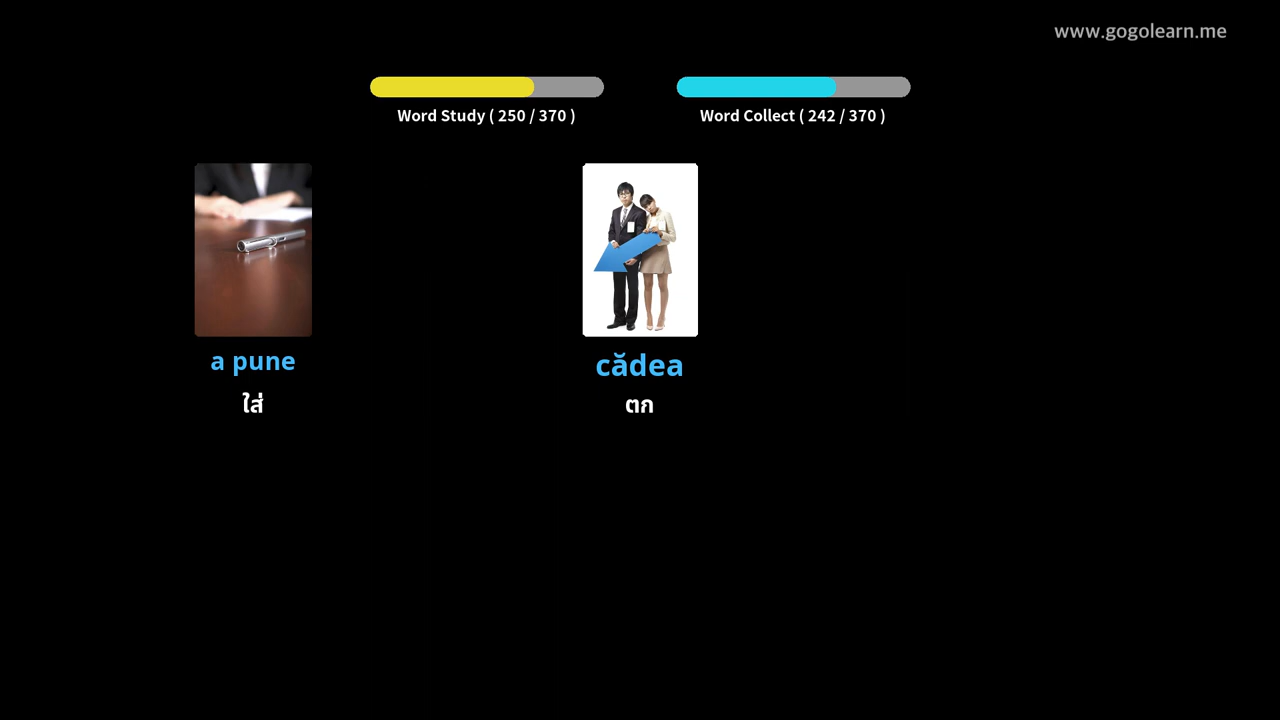 www.gogolearn.me
Word Study ( 250 / 370 )
Word Collect ( 242 / 370 )
a pune
ใส่
cădea
ตก